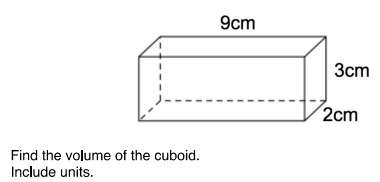 9cm
3cm
2cm
Find the volume of the cuboid.
Include units.